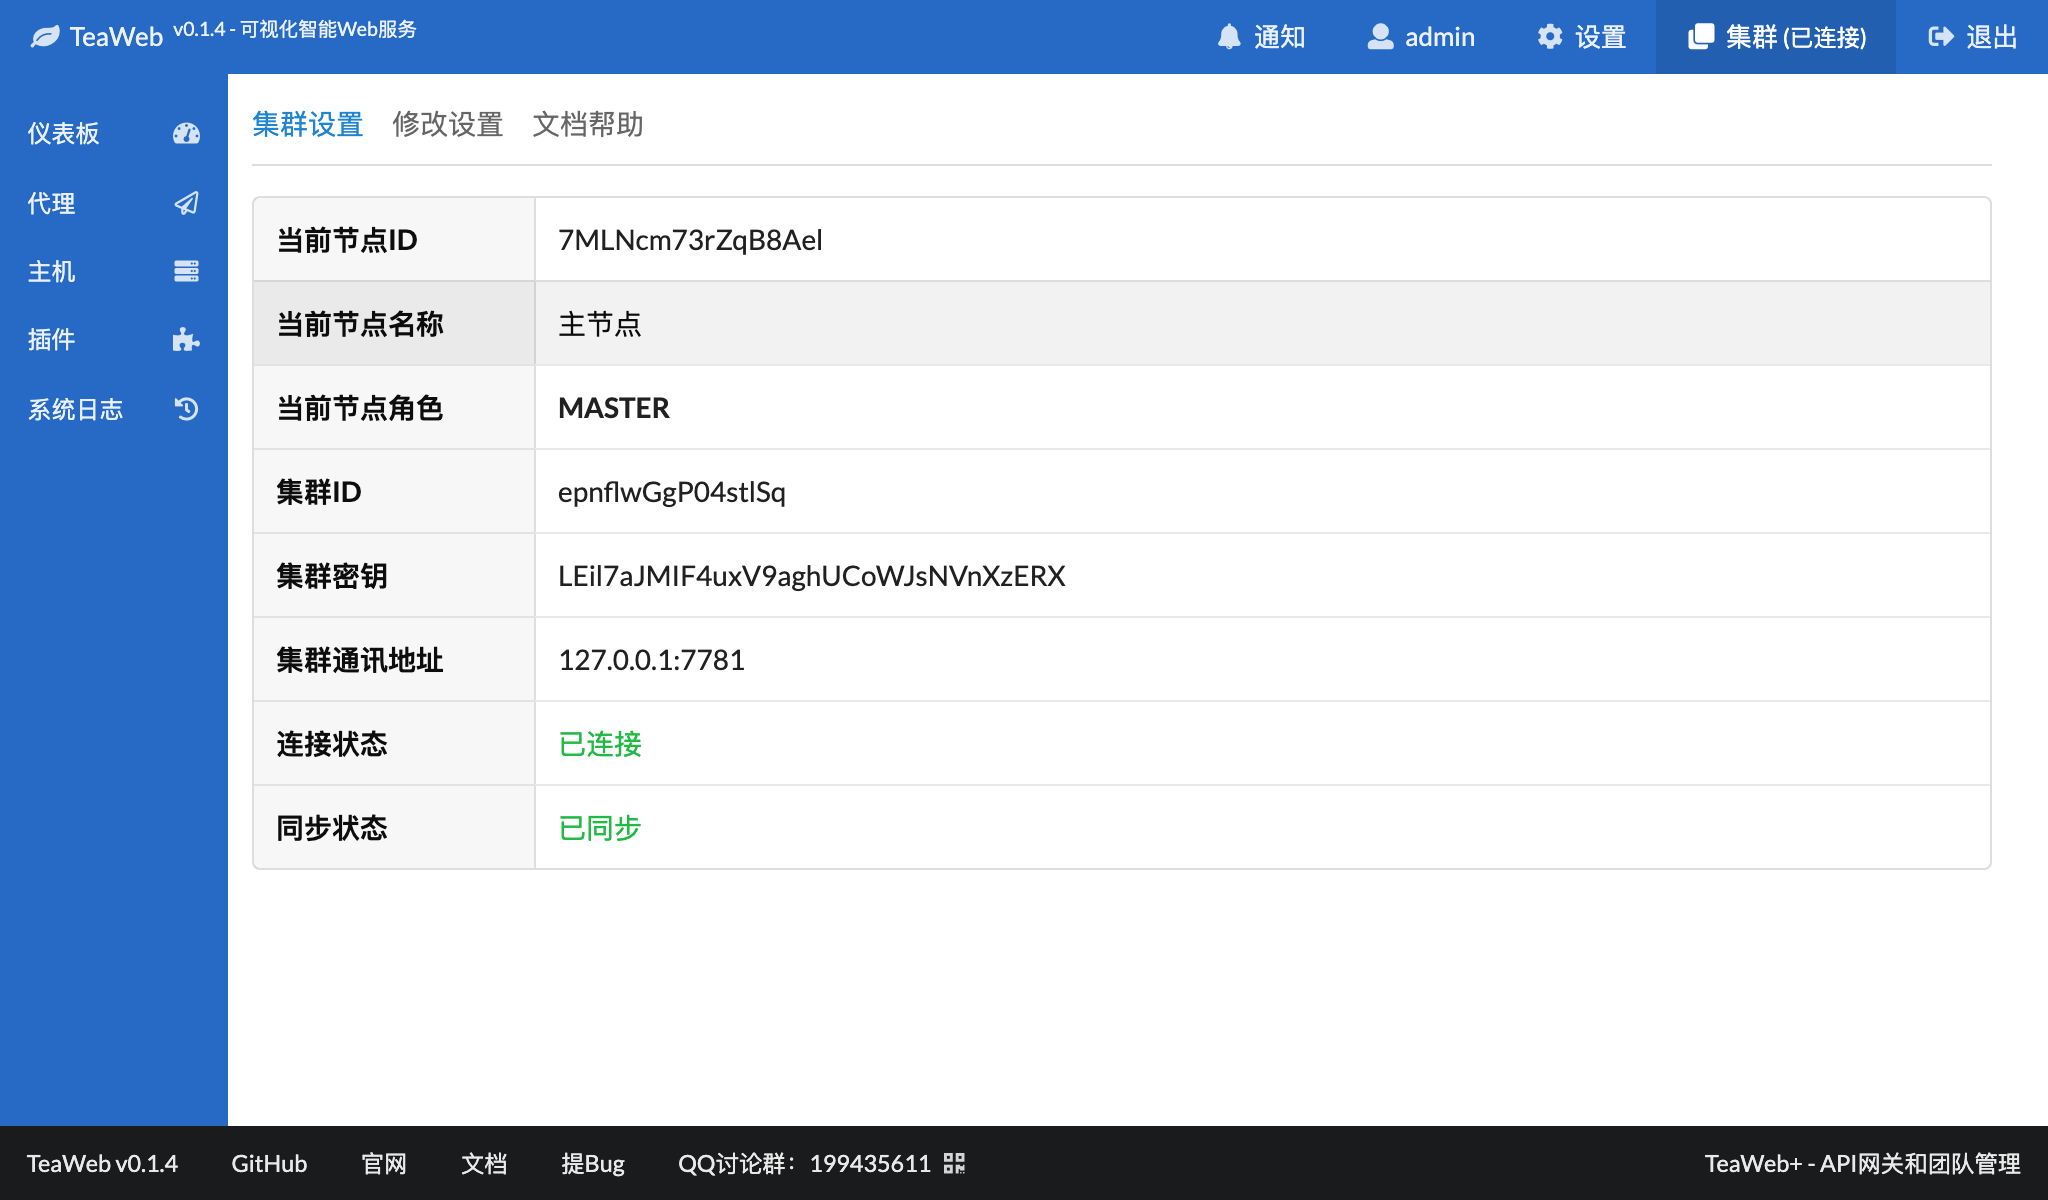 TeaWeb v0.1.4 - 可视化智能Web服务
通知 admin 设置 集群 (已连接) 退出
仪表板
代理
主机
插件
系统日志
集群设置 修改设置 文档帮助
当前节点ID 7MLNcm73rZqB8Ael
当前节点名称 主节点
当前节点角色 MASTER
集群ID epnflwGgP04stlSq
集群密钥 LEil7aJMIF4uxV9aghUCoWJsNVnXzERX
集群通讯地址 127.0.0.1:7781
连接状态 已连接
同步状态 已同步
TeaWeb v0.1.4 GitHub 官网 文档 提Bug QQ讨论群：199435611 TeaWeb+ - API网关和团队管理